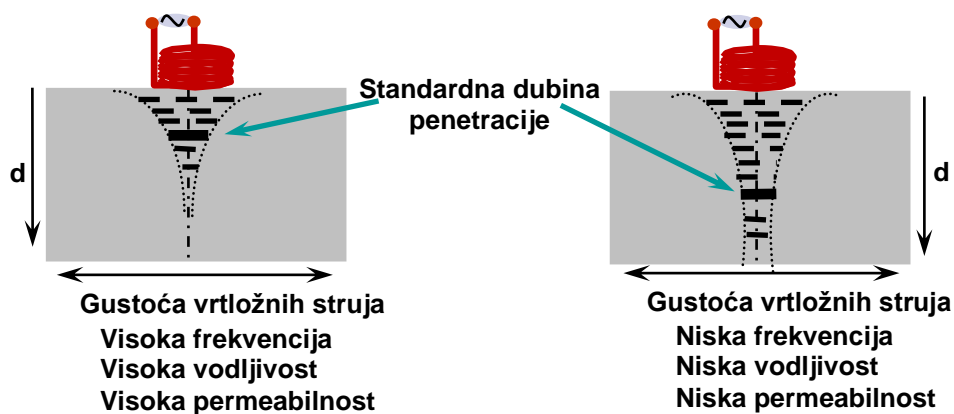 Standardna dubina
penetracije
d
d
Gustoća vrtložnih struja
Visoka frekvencija
Visoka vodljivost
Visoka permeabilnost
Gustoća vrtložnih struja
Niska frekvencija
Niska vodljivost
Niska permeabilnost